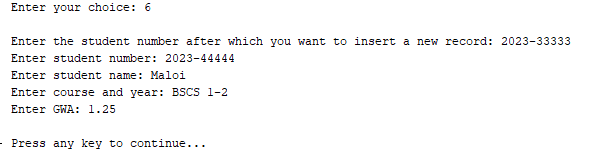 Enter your choice: 6
Enter the student number after which you want to insert a new record: 2023-33333
Enter student number: 2023-44444
Enter student name: Maloi
Enter course and year: BSCS 1-2
Enter GWA: 1.25
Press any key to continue...